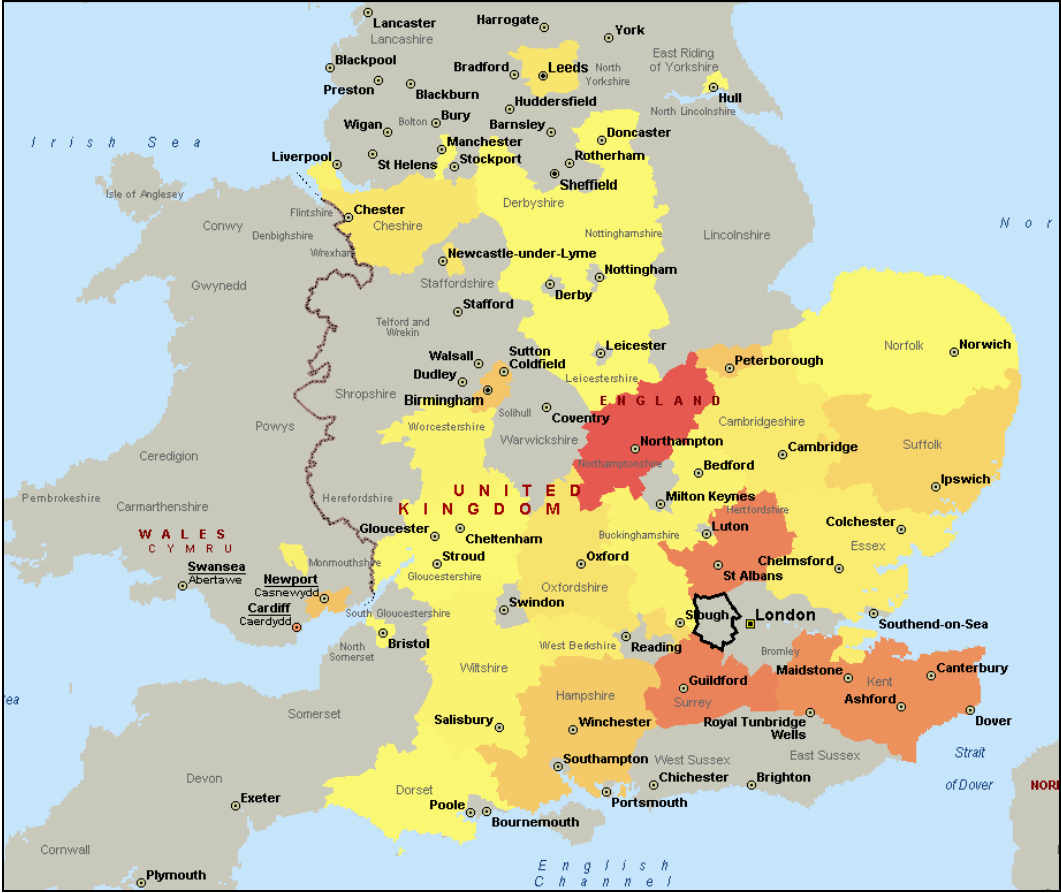 Lancaster
Lancashire
Harrogate
York
East Riding
of Yorkshire
Blackpool
Bradford
Leeds
North
Yorkshire
Preston
Blackburn
Hull
Huddersfield
North Lincolnshire
Bolton
Bury
Wigan
Barnsley
Doncaster
Irish Sea
Manchester
Liverpool
St Helens
Stockport
Rotherham
Sheffield
Isle of Anglesey
Derbyshire
Flintshire
Chester
Cheshire
Conwy
Denbighshire
Nottinghamshire
Lincolnshire
Nor
Wrexham
Newcastle-under-Lyme
Nottingham
Gwynedd
Staffordshire
Derby
Stafford
Telford and
Wrekin
Norfolk
Norwich
Walsall
Sutton
Coldfield
Leicester
Peterborough
Dudley
Leicestershire
Shropshire
Birmingham
ENGLAND
Solihull
Coventry
Powys
Worcestershire
Warwickshire
Cambridgeshire
Northampton
Cambridge
Suffolk
Ceredigion
Northamptonshire
Bedford
Pembrokeshire
Herefordshire
UNITED
KINGDOM
Milton Keynes
Ipswich
Carmarthenshire
Hertfordshire
WALES
CYMRU
Gloucester
Cheltenham
Buckinghamshire
Luton
Colchester
Essex
Monmouthshire
Stroud
Oxford
Chelmsford
Swansea
Abertawe
Newport
Casnewydd
Gloucestershire
Oxfordshire
St Albans
Cardiff
Caerdydd
South Gloucestershire
Swindon
Slough
London
Southend-on-Sea
North
Somerset
Bristol
West Berkshire
Reading
Bromley
Wiltshire
Maidstone
Canterbury
Guildford
Surrey
Kent
ea
Hampshire
Ashford
Somerset
Salisbury
Winchester
Royal Tunbridge
Wells
Dover
Southampton
West Sussex
East Sussex
Strait
of Dover
Devon
Dorset
Chichester
Brighton
NOR
Exeter
Poole
Bournemouth
Portsmouth
Cornwall
English
Channel
Plymouth